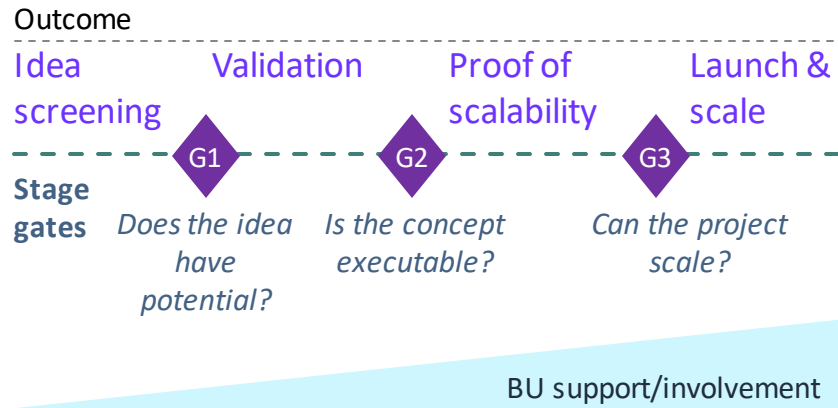 Outcome
Idea screening
Validation
Proof of scalability
Launch & scale
G1
G2
G3
Stage gates
Does the idea have potential?
Is the concept executable?
Can the project scale?
BU support/involvement